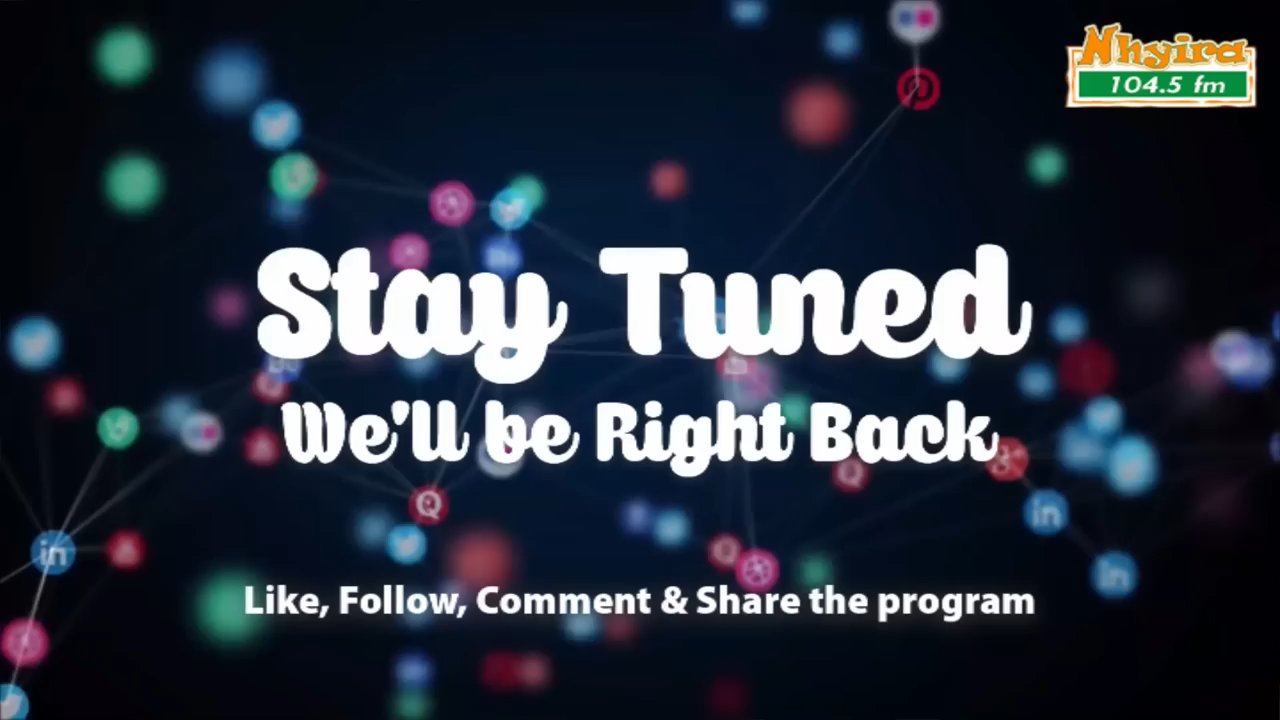 Nhyira
104.5 fm
Stay Tuned
We'll be Right Back
Like, Follow, Comment & Share the program